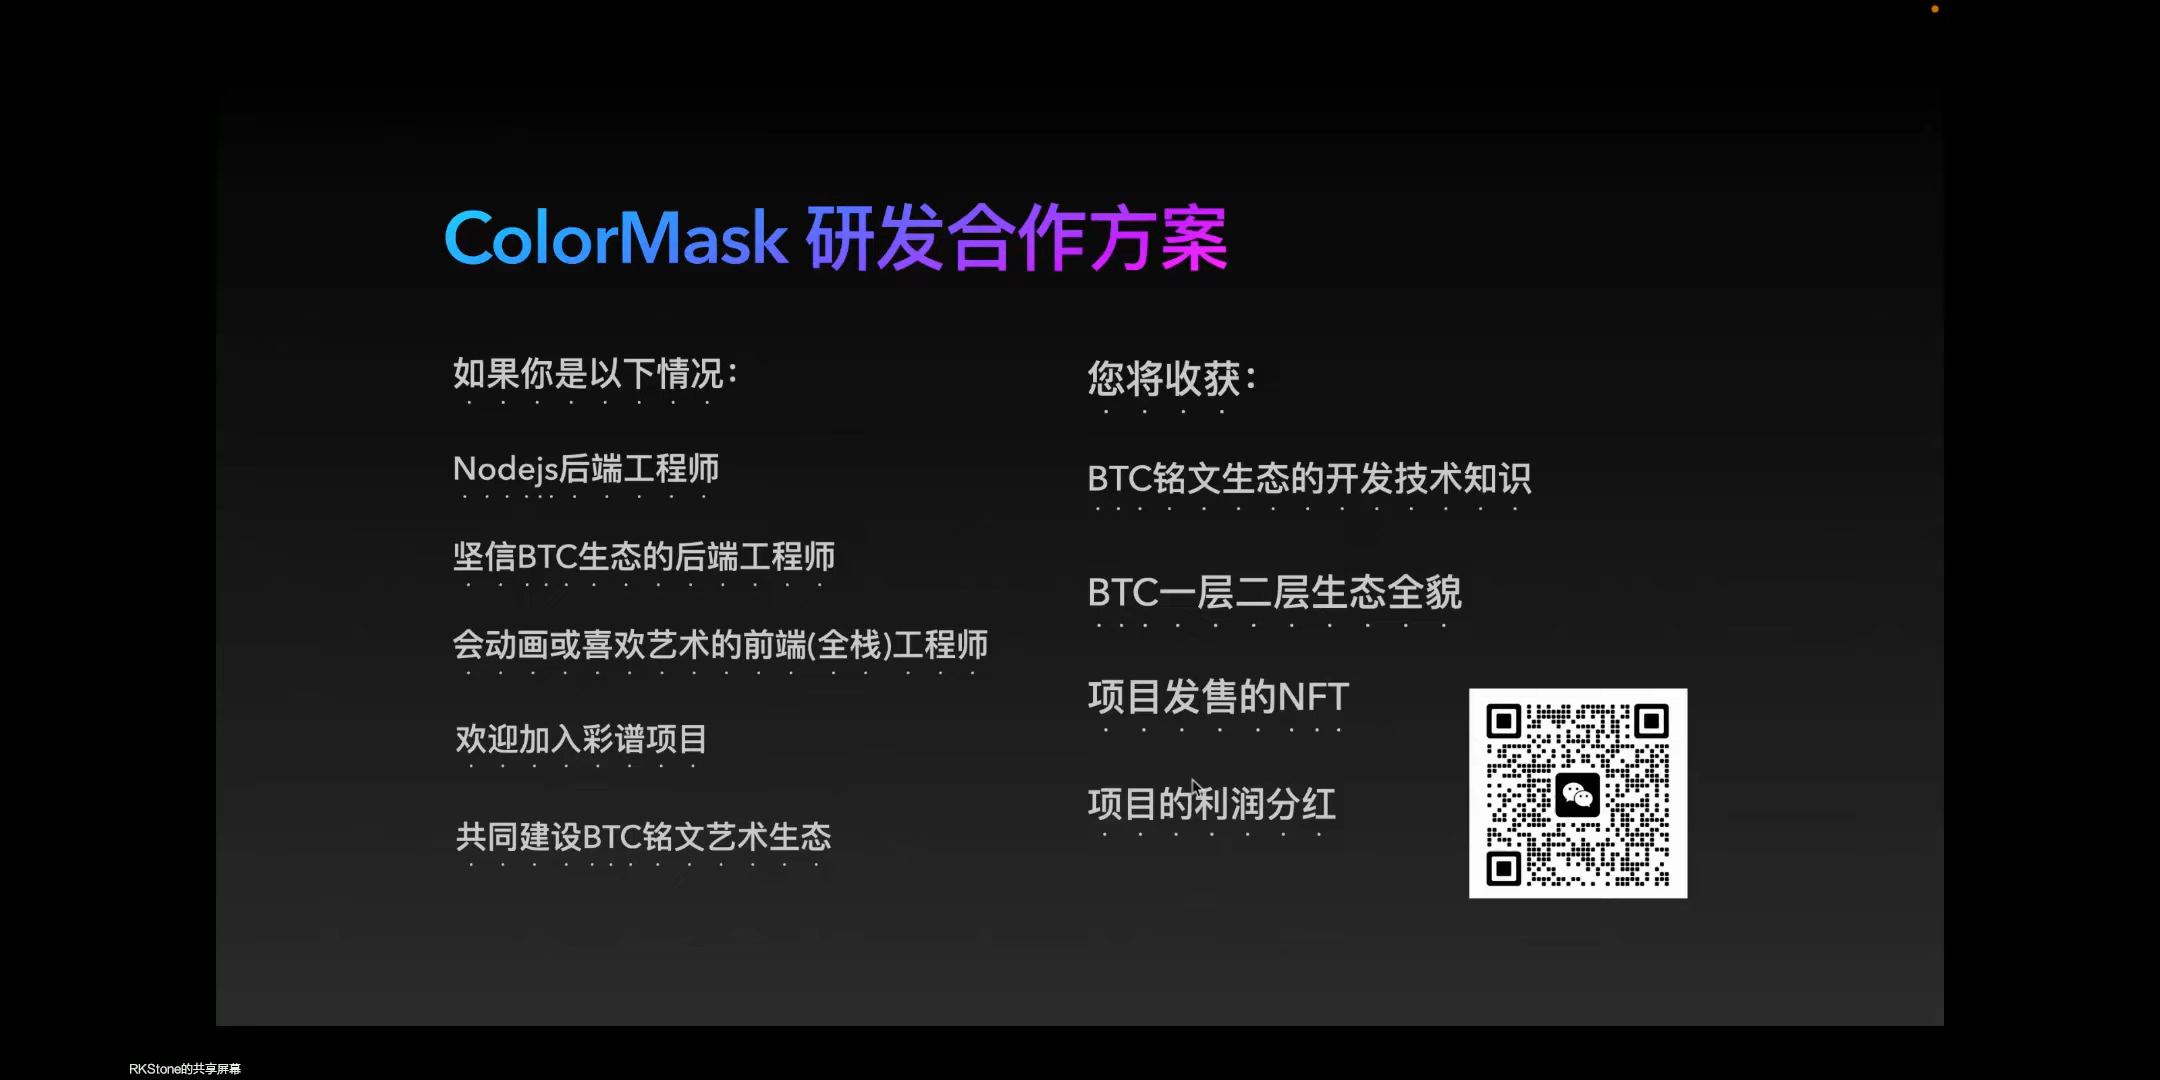 ColorMask 研发合作方案
如果你是以下情况：
Nodejs后端工程师
坚信BTC生态的后端工程师
会动画或喜欢艺术的前端(全栈)工程师
欢迎加入彩谱项目
共同建设BTC铭文艺术生态
您将收获：
BTC铭文生态的开发技术知识
BTC一层二层生态全貌
项目发售的NFT
项目的利润分红
RKStone的共享屏幕